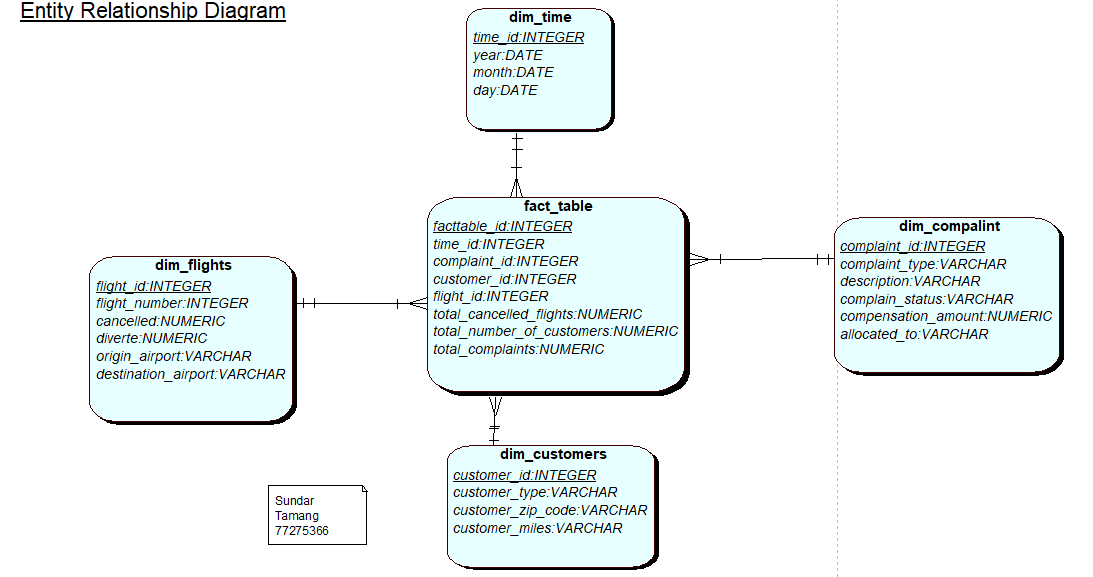 Entity Relationship Diagram
dim_time
time_id:INTEGER
year:DATE
month:DATE
day:DATE
fact_table
facttable_id:INTEGER
time_id:INTEGER
complaint_id:INTEGER
customer_id:INTEGER
flight_id:INTEGER
total_cancelled_flights:NUMERIC
total_number_of_customers:NUMERIC
total_complaints:NUMERIC
dim_compalint
complaint_id:INTEGER
complaint_type:VARCHAR
description:VARCHAR
complain_status:VARCHAR
compensation_amount:NUMERIC
allocated_to:VARCHAR
dim_flights
flight_id:INTEGER
flight_number:INTEGER
cancelled:NUMERIC
diverte:NUMERIC
origin_airport:VARCHAR
destination_airport:VARCHAR
dim_customers
customer_id:INTEGER
customer_type:VARCHAR
customer_zip_code:VARCHAR
customer_miles:VARCHAR
Sundar
Tamang
77275366